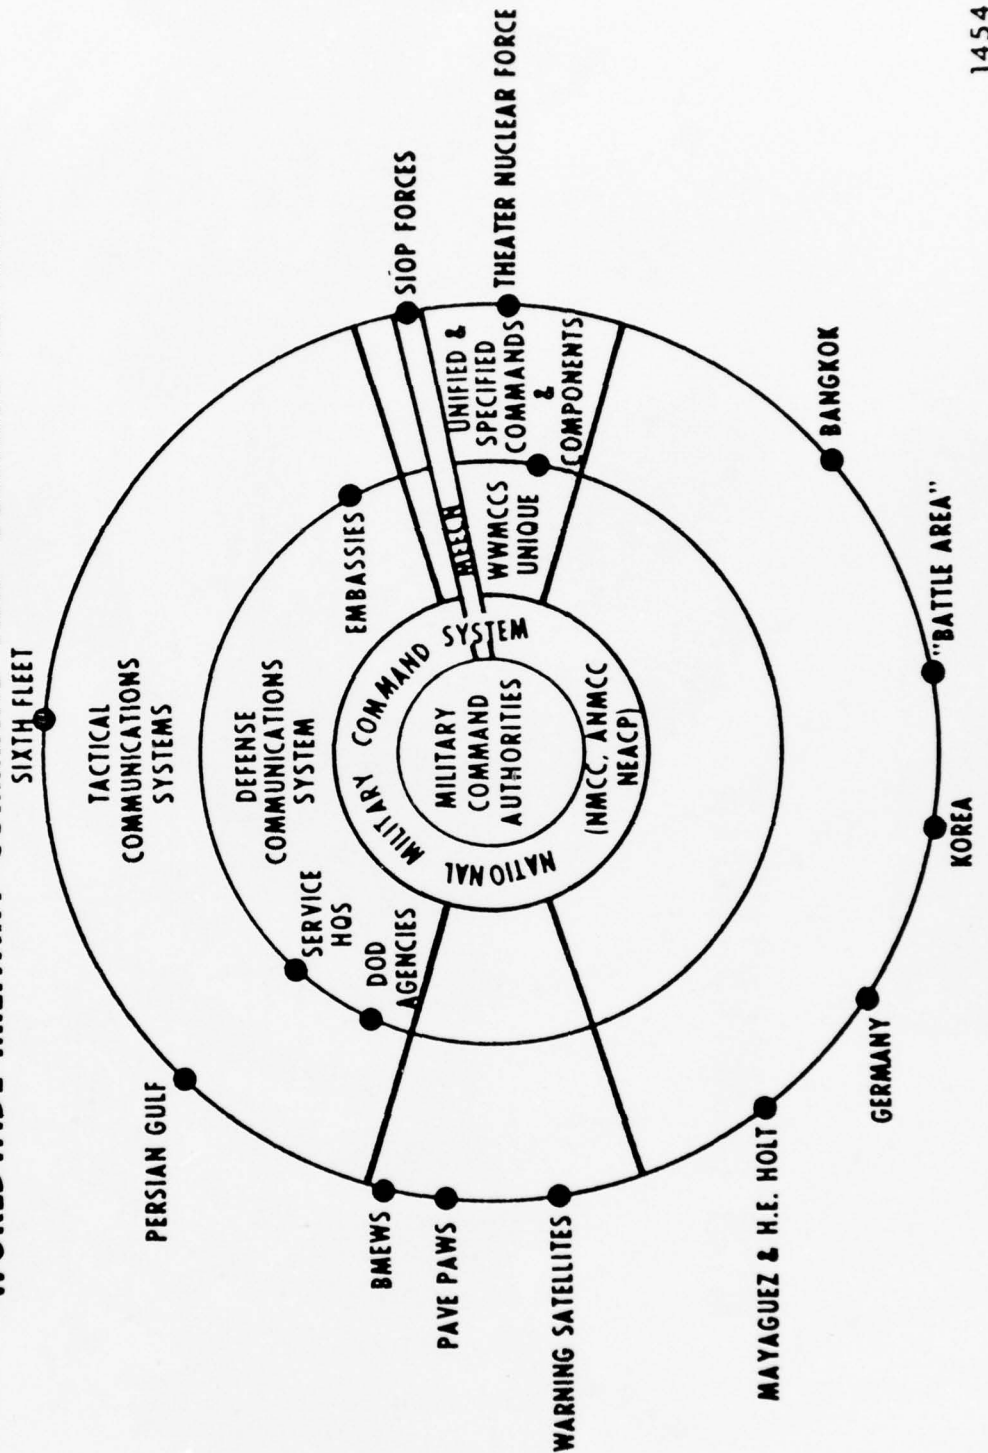 SIXTH FLEET
TACTICAL
COMMUNICATIONS
SYSTEMS
PERSIAN GULF
DEFENSE
COMMUNICATIONS
SYSTEM
SERVICE
HQS
DOD
AGENCIES
EMBASSIES
SIOP FORCES
BMEWS
PAVE PAWS
WARNING SATELLITES
NATIONAL MILITARY COMMAND SYSTEM
MILITARY
COMMAND
AUTHORITIES
(NMCC, ANMCC
NEACP)
MEECN
WWMCCS
UNIQUE
UNIFIED &
SPECIFIED
COMMANDS
&
COMPONENTS
THEATER NUCLEAR FORCE
MAYAGUEZ & H.E. HOLT
GERMANY
KOREA
"BATTLE AREA"
BANGKOK
1454